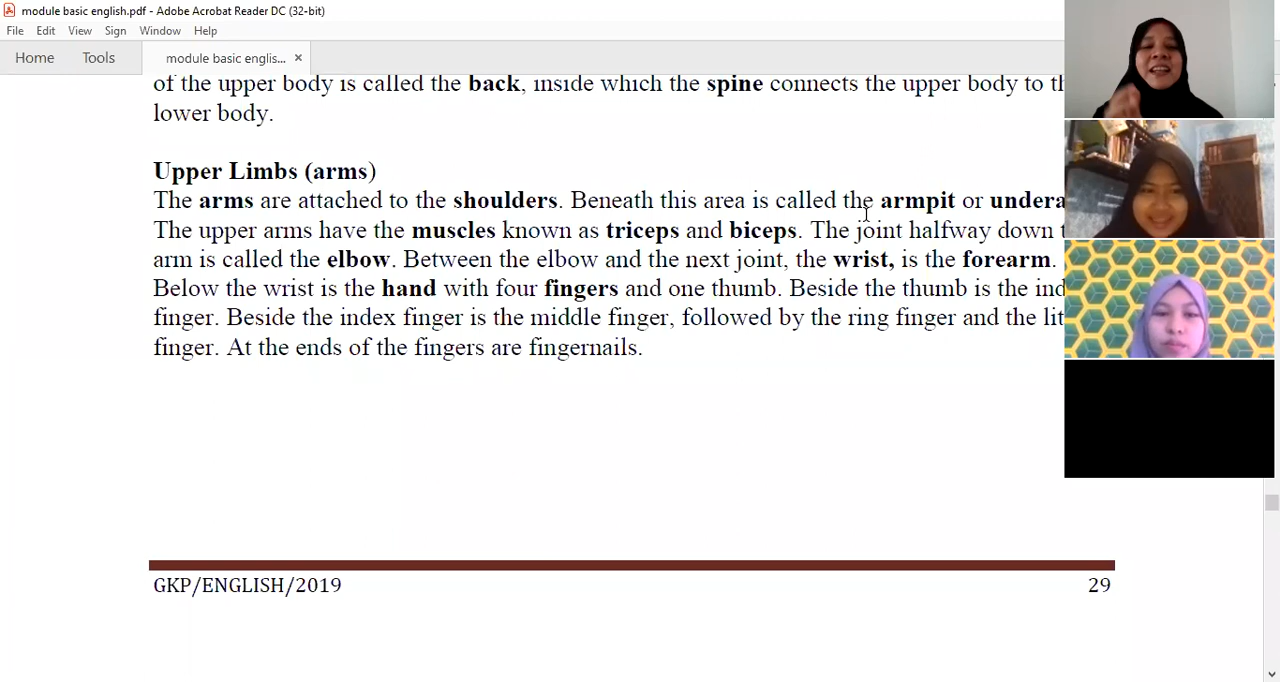 module basic english.pdf - Adobe Acrobat Reader DC (32-bit)
File Edit View Sign Window Help
Home Tools module basic englis... ×
of the upper body is called the back, inside which the spine connects the upper body to
lower body.
Upper Limbs (arms)
The arms are attached to the shoulders. Beneath this area is called the armpit or
The upper arms have the muscles known as triceps and biceps. The joint halfway down
arm is called the elbow. Between the elbow and the next joint, the wrist, is the forearm.
Below the wrist is the hand with four fingers and one thumb. Beside the thumb is the
finger. Beside the index finger is the middle finger, followed by the ring finger and the
finger. At the ends of the fingers are fingernails.
GKP/ENGLISH/2019 29